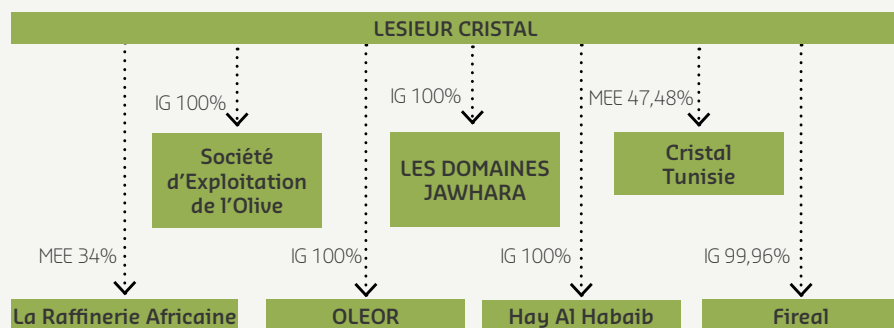 LESIEUR CRISTAL
IG 100%
Société
d'Exploitation
de l'Olive
IG 100%
LES DOMAINES
JAWHARA
MEE 47,48%
Cristal
Tunisie
MEE 34%
La Raffinerie Africaine
IG 100%
OLEOR
IG 100%
Hay Al Habaib
IG 99,96%
Fireal